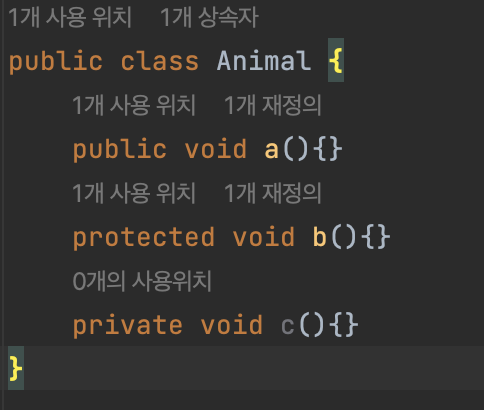 1개 사용 위치 1개 상속자
public class Animal {
1개 사용 위치 1개 재정의
public void a(){}
1개 사용 위치 1개 재정의
protected void b(){}
0개의 사용위치
private void c(){}
}